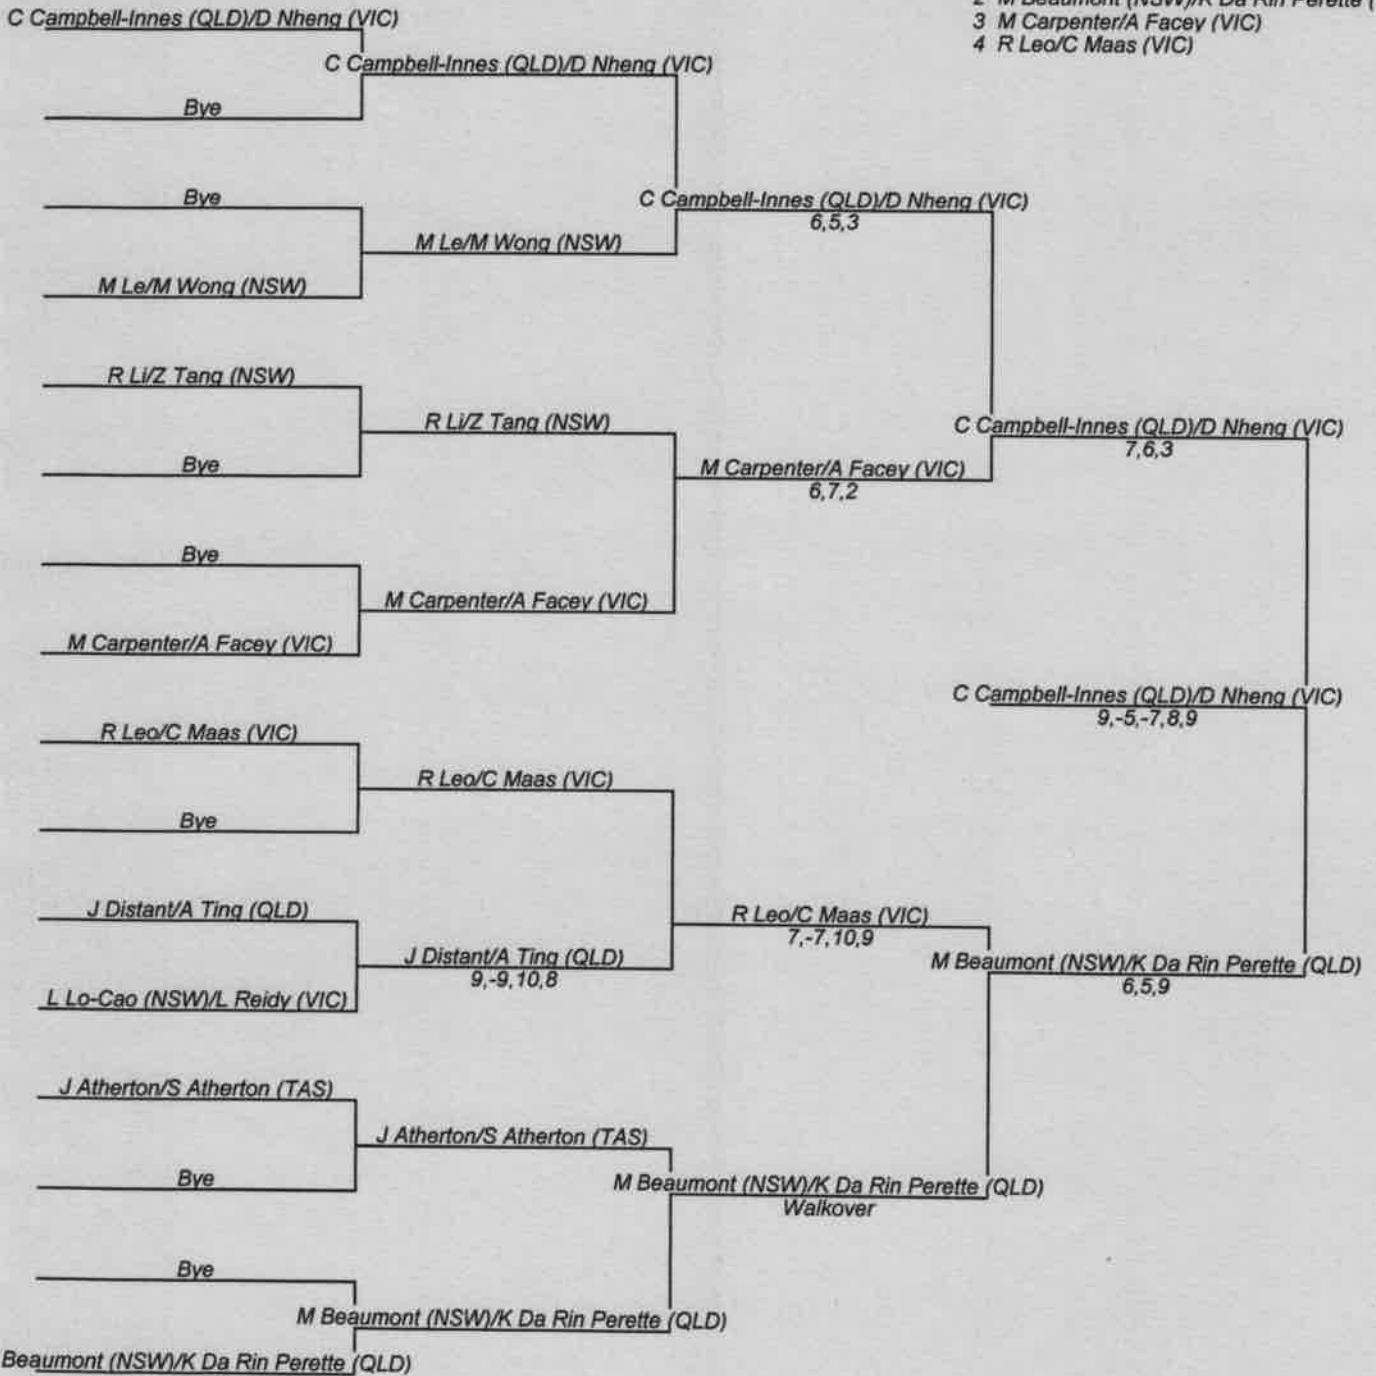 2 M Beaumont (NSW)/K Da Rin Perette (
3 M Carpenter/A Facey (VIC)
4 R Leo/C Maas (VIC)
C Campbell-Innes (QLD)/D Nheng (VIC)
Bye
C Campbell-Innes (QLD)/D Nheng (VIC)
Bye
M Le/M Wong (NSW)
M Le/M Wong (NSW)
C Campbell-Innes (QLD)/D Nheng (VIC)
6,5,3
R Li/Z Tang (NSW)
Bye
R Li/Z Tang (NSW)
Bye
M Carpenter/A Facey (VIC)
M Carpenter/A Facey (VIC)
M Carpenter/A Facey (VIC)
6,7,2
C Campbell-Innes (QLD)/D Nheng (VIC)
7,6,3
R Leo/C Maas (VIC)
Bye
R Leo/C Maas (VIC)
J Distant/A Ting (QLD)
L Lo-Cao (NSW)/L Reidy (VIC)
J Distant/A Ting (QLD)
9,-9,10,8
R Leo/C Maas (VIC)
7,-7,10,9
J Atherton/S Atherton (TAS)
Bye
J Atherton/S Atherton (TAS)
Bye
Beaumont (NSW)/K Da Rin Perette (QLD)
M Beaumont (NSW)/K Da Rin Perette (QLD)
M Beaumont (NSW)/K Da Rin Perette (QLD)
Walkover
M Beaumont (NSW)/K Da Rin Perette (QLD)
6,5,9
C Campbell-Innes (QLD)/D Nheng (VIC)
9,-5,-7,8,9